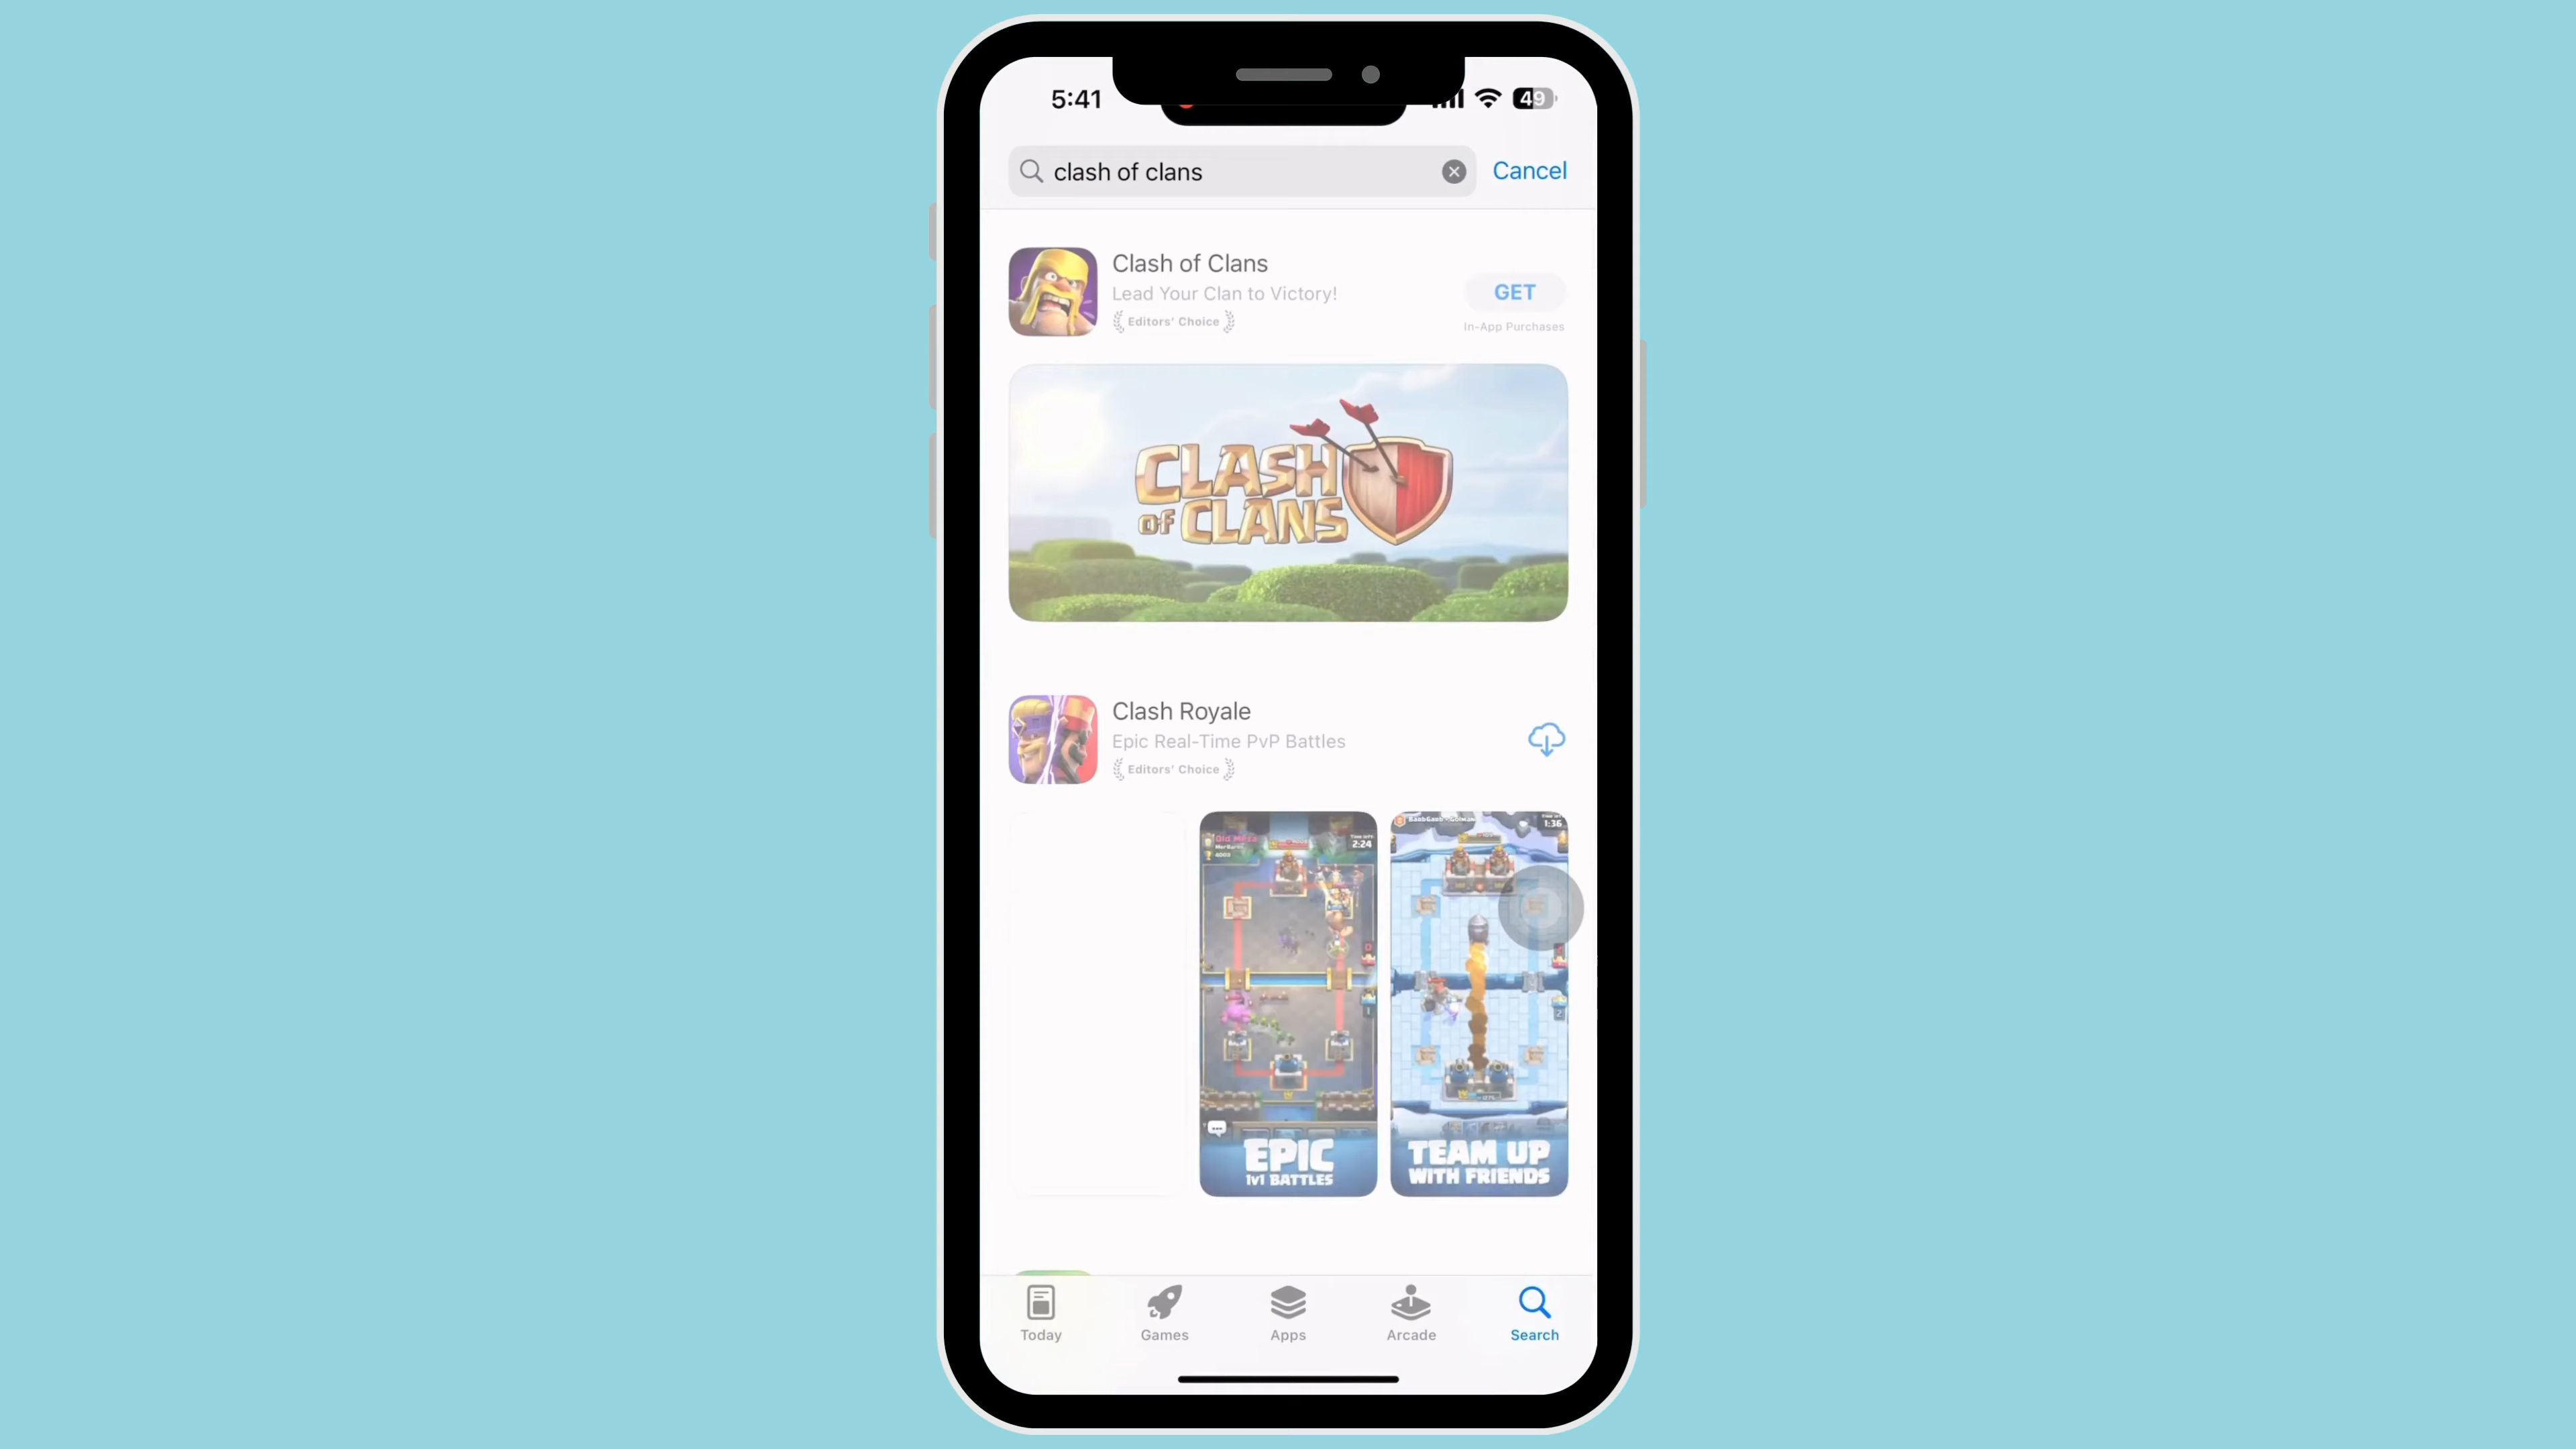 5:41
49
clash of clans
Cancel
Clash of Clans
Lead Your Clan to Victory!
Editors' Choice
GET
In-App Purchases
CLASH
OF CLANS
Clash Royale
Epic Real-Time PvP Battles
Editors' Choice
2:24
1:36
EPIC
1v1 BATTLES
TEAM UP
WITH FRIENDS
Today
Games
Apps
Arcade
Search